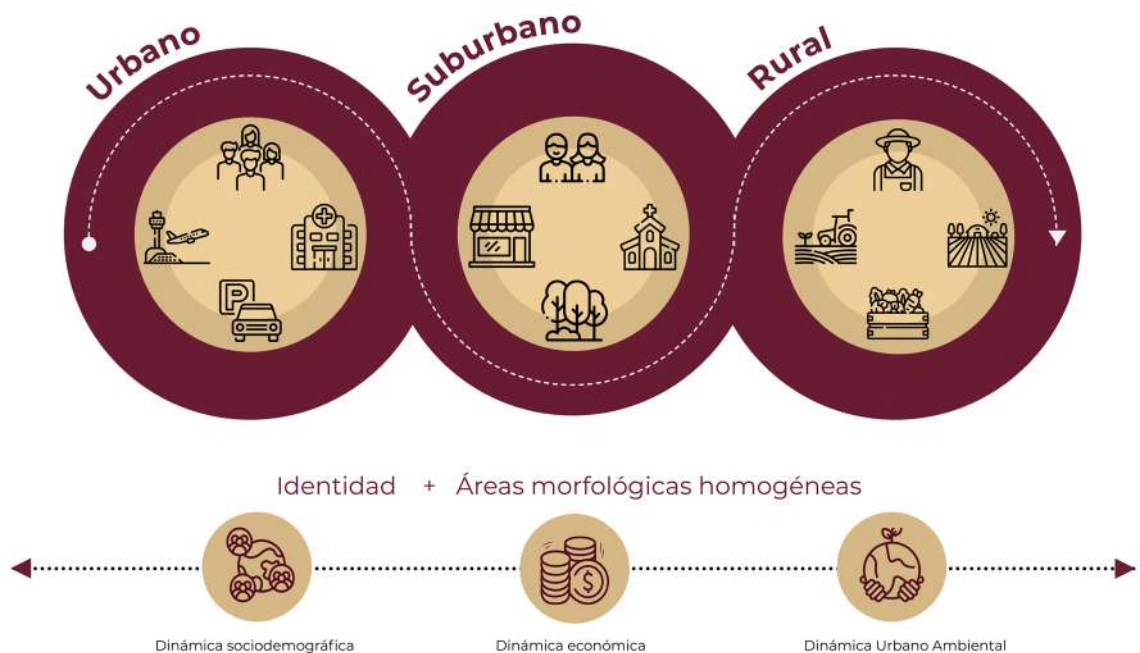 Urbano
Suburbano
Rural
P
Identidad + Áreas morfológicas homogéneas
$
Dinámica sociodemográfica
Dinámica económica
Dinámica Urbano Ambiental